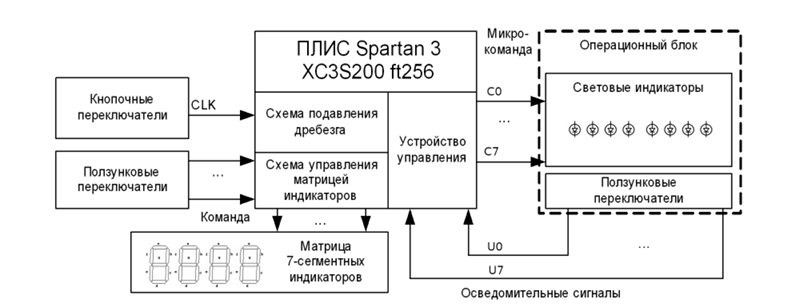 ПЛИС Spartan 3
XC3S200 ft256
Микро-
команда
Операционный блок
Кнопочные
переключатели
CLK
Схема подавления
дребезга
Устройство
управления
C0
...
C7
Световые индикаторы
Ползунковые
переключатели
...
Команда
Схема управления
матрицей
индикаторов
Ползунковые
переключатели
...
Матрица
7-сегментных
индикаторов
U0
...
U7
Осведомительные сигналы